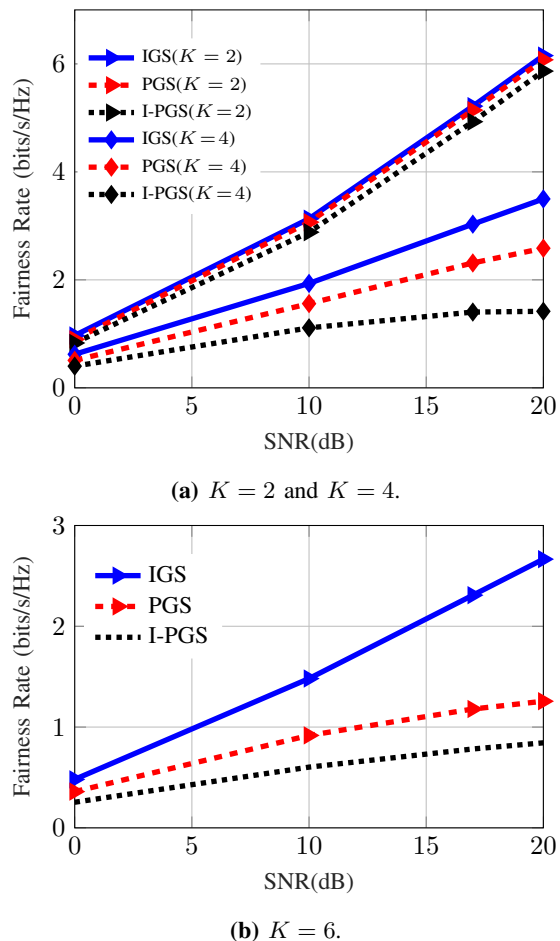 6
4
2
0
Fairness Rate (bits/s/Hz)
IGS(K = 2)
PGS(K = 2)
I-PGS(K=2)
IGS(K=4)
PGS(K = 4)
I-PGS(K=4)
0
5
10
15
20
SNR(dB)
(a) K = 2 and K = 4.
3
2
1
0
Fairness Rate (bits/s/Hz)
IGS
PGS
I-PGS
0
5
10
15
20
SNR(dB)
(b) K = 6.